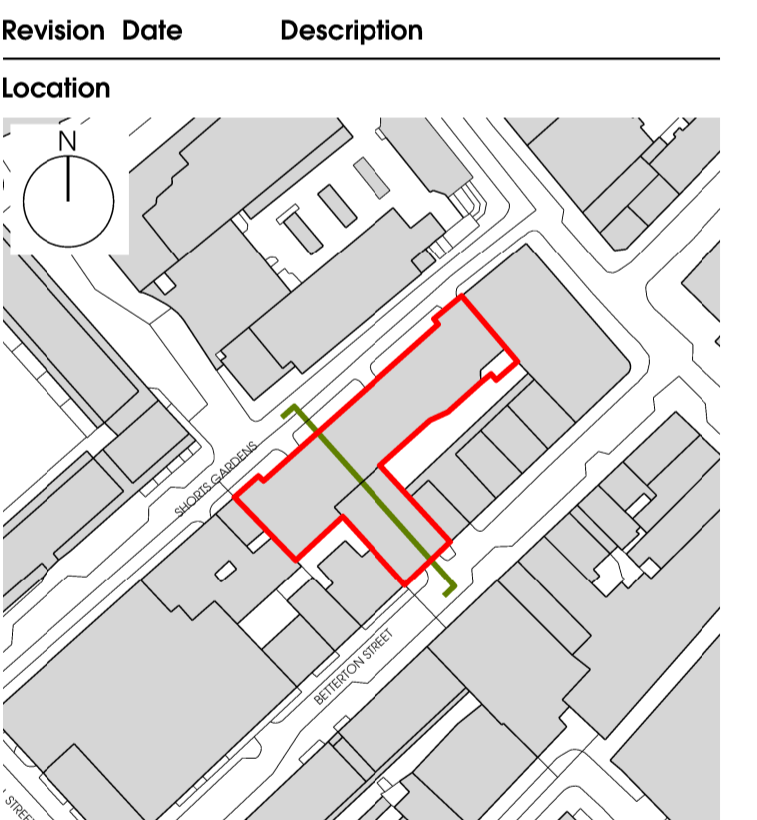 Revision Date Description
Location
N
SHORTS GARDENS
BETTERTON STREET